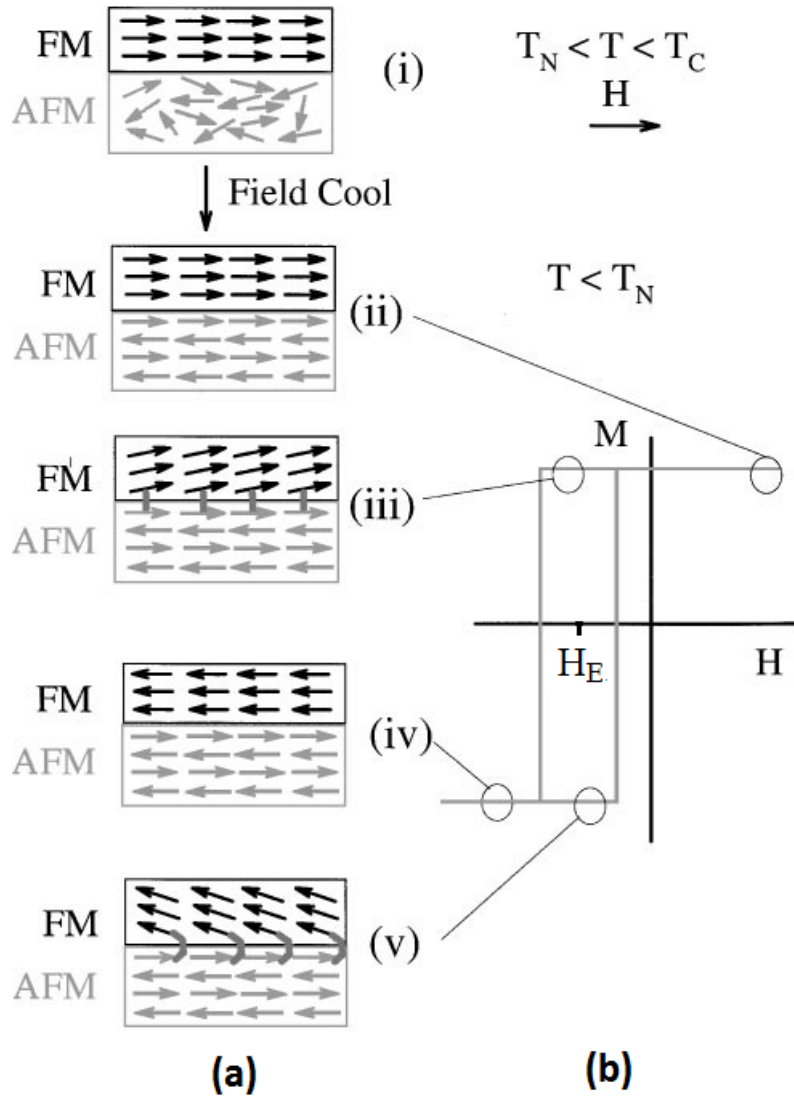 FM
AFM
(i)
T_N < T < T_C
H
Field Cool
FM
AFM
(ii)
T < T_N
FM
AFM
(iii)
M
H_E
H
FM
AFM
(iv)
FM
AFM
(v)
(a)
(b)